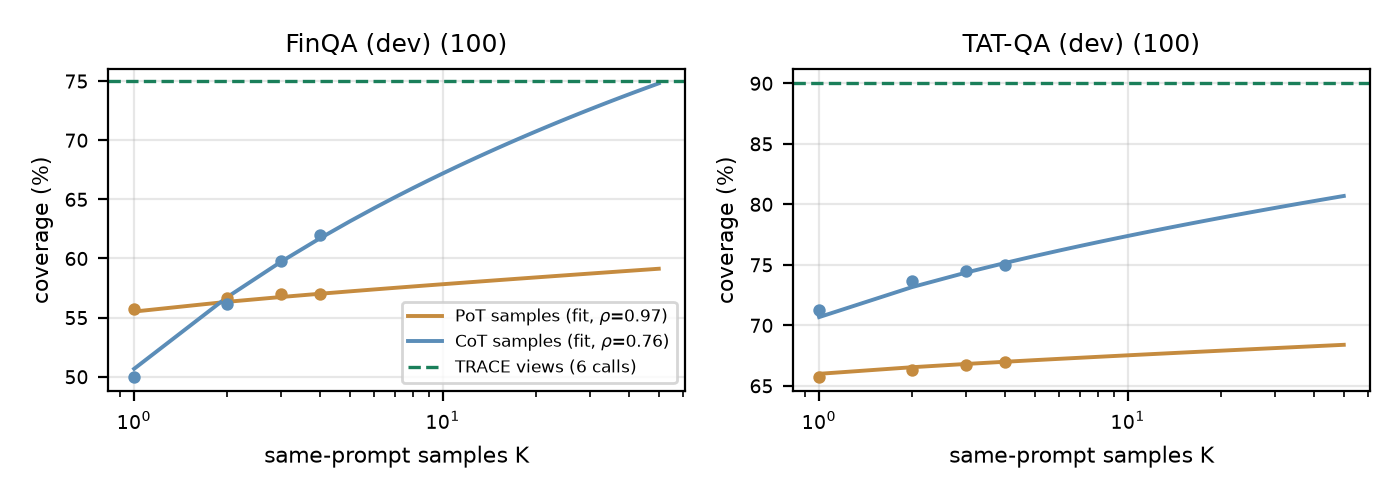 FinQA (dev) (100)
coverage (%)
75
70
65
60
55
50
10⁰
10¹
same-prompt samples K
PoT samples (fit, ρ=0.97)
CoT samples (fit, ρ=0.76)
TRACE views (6 calls)
TAT-QA (dev) (100)
coverage (%)
90
85
80
75
70
65
10⁰
10¹
same-prompt samples K